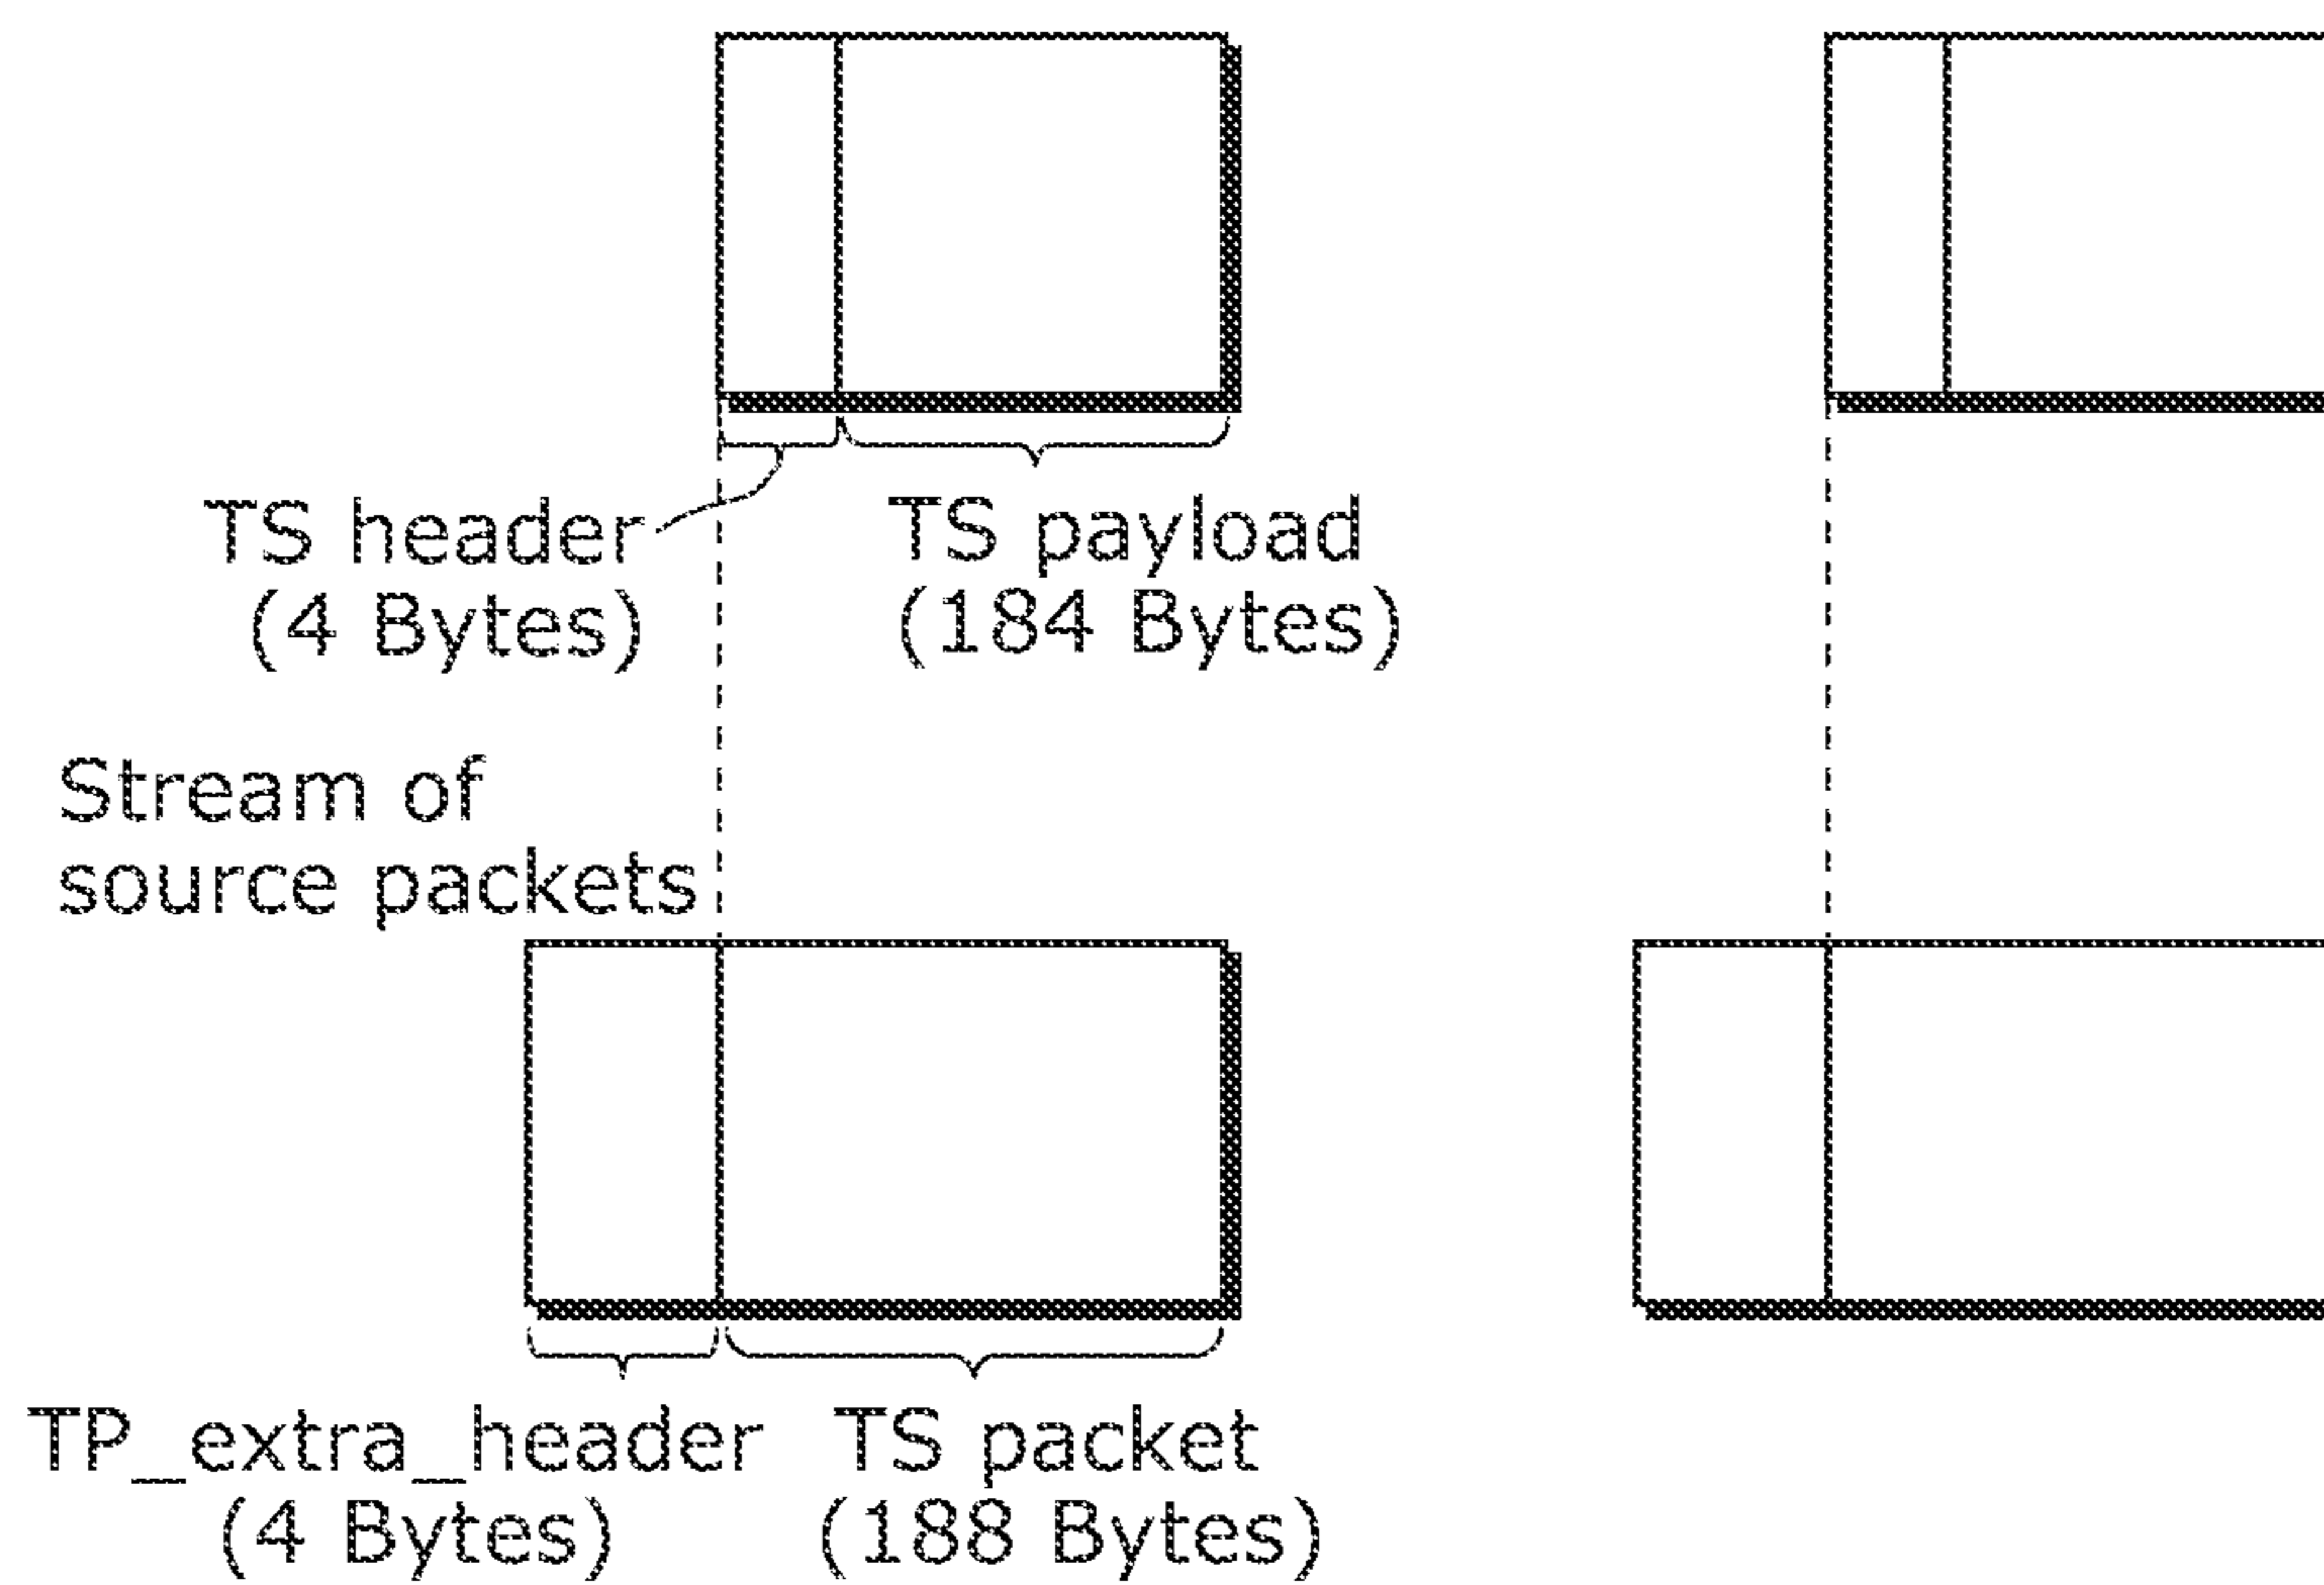 TS header
(4 Bytes)
TS payload
(184 Bytes)
Stream of
source packets
TP_extra_header
(4 Bytes)
TS packet
(188 Bytes)